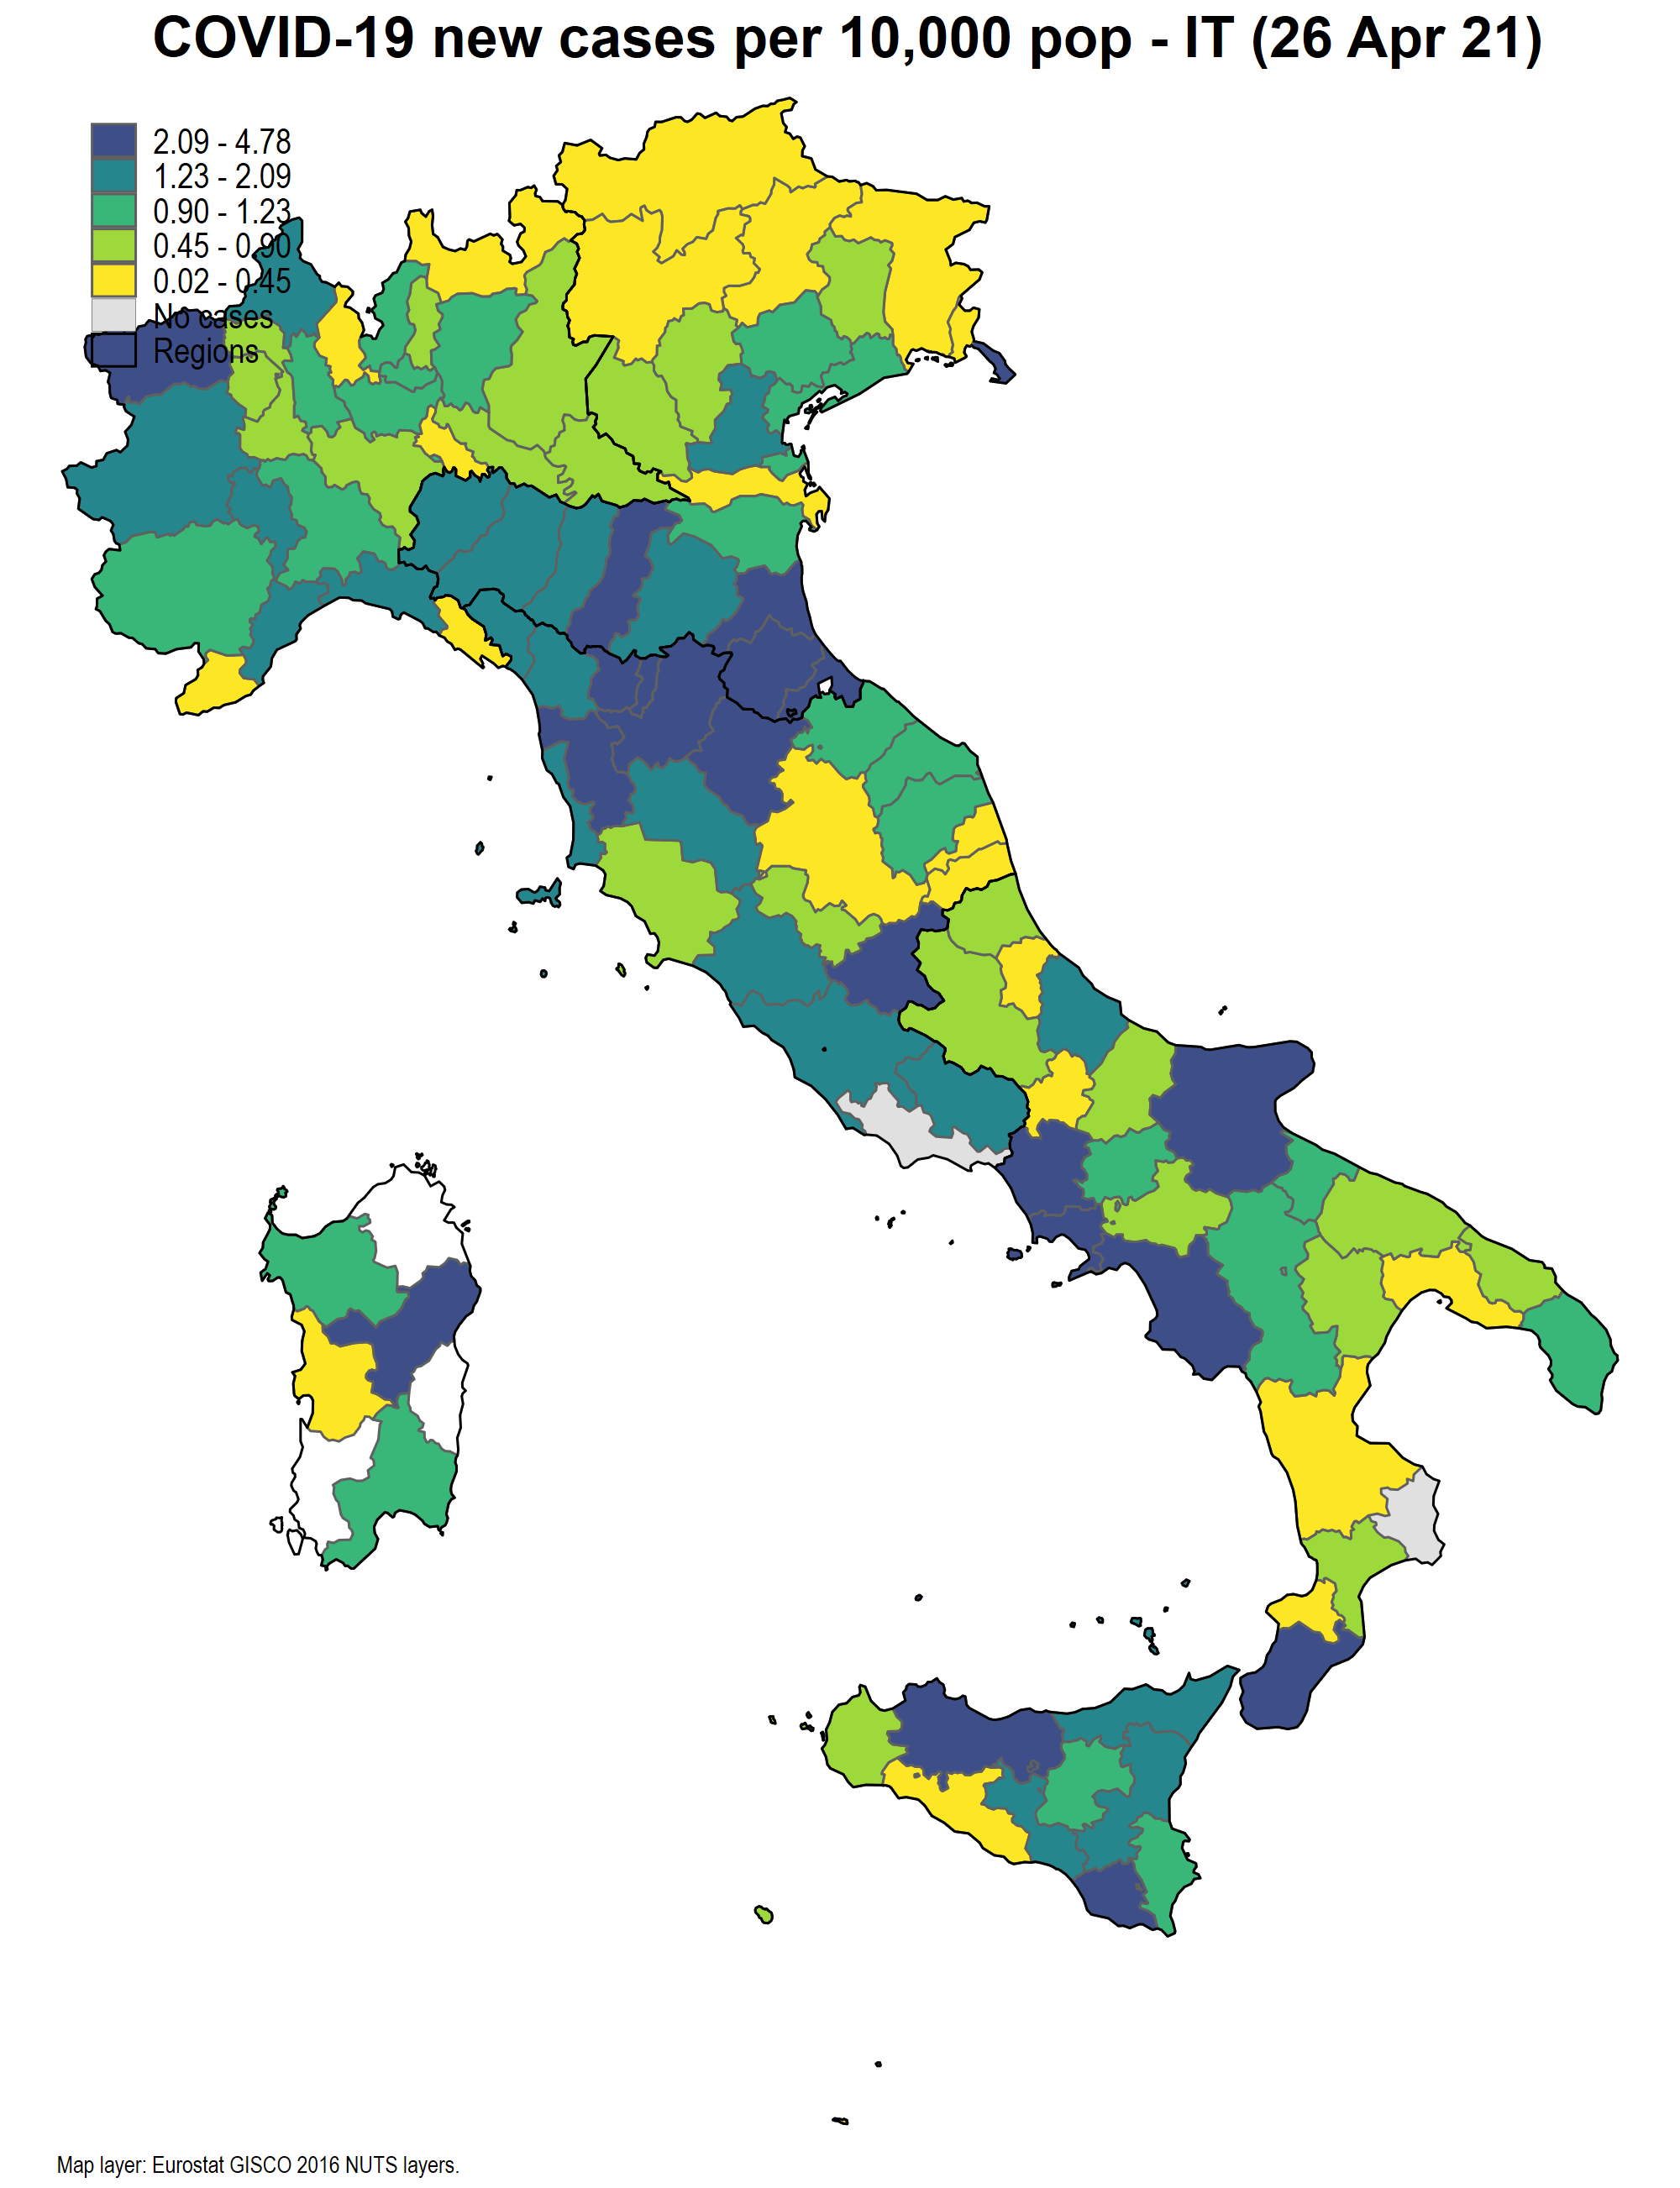 COVID-19 new cases per 10,000 pop - IT (26 Apr 21)
2.09 - 4.78
1.23 - 2.09
0.90 - 1.23
0.45 - 0.90
0.02 - 0.45
No cases
Regions
Map layer: Eurostat GISCO 2016 NUTS layers.